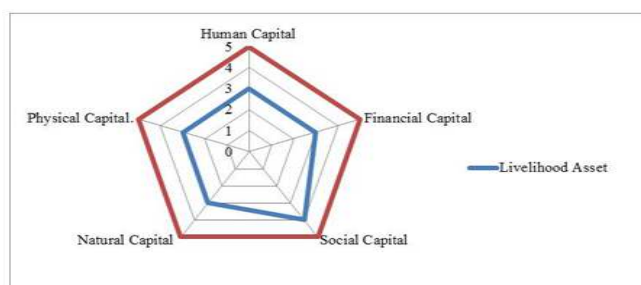 Human Capital
5
4
3
2
1
0
Physical Capital.
Financial Capital
Livelihood Asset
Natural Capital
Social Capital